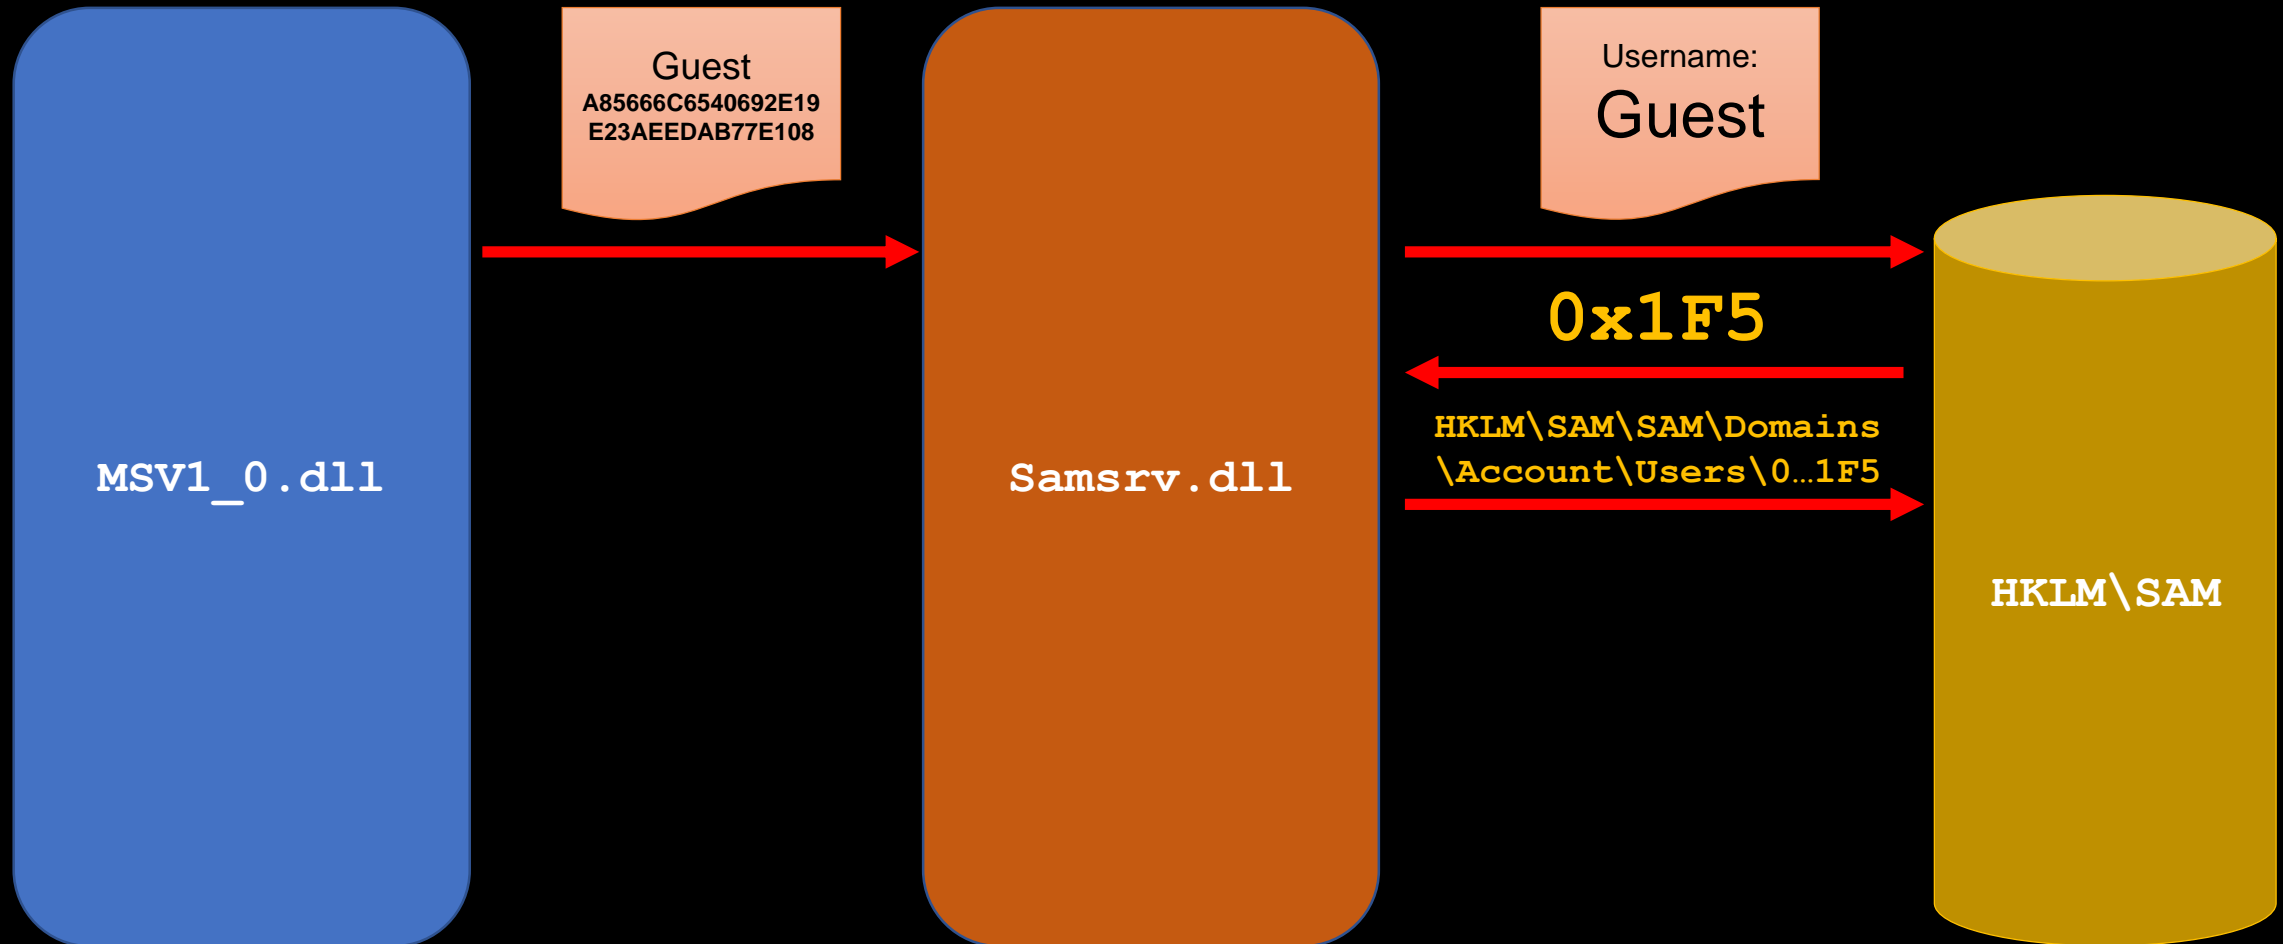 MSV1_0.dll
Guest
A85666C6540692E19
E23AEEDAB77E108
Samsrv.dll
Username:
Guest
0x1F5
HKLM\SAM\SAM\Domains
\Account\Users\0…1F5
HKLM\SAM